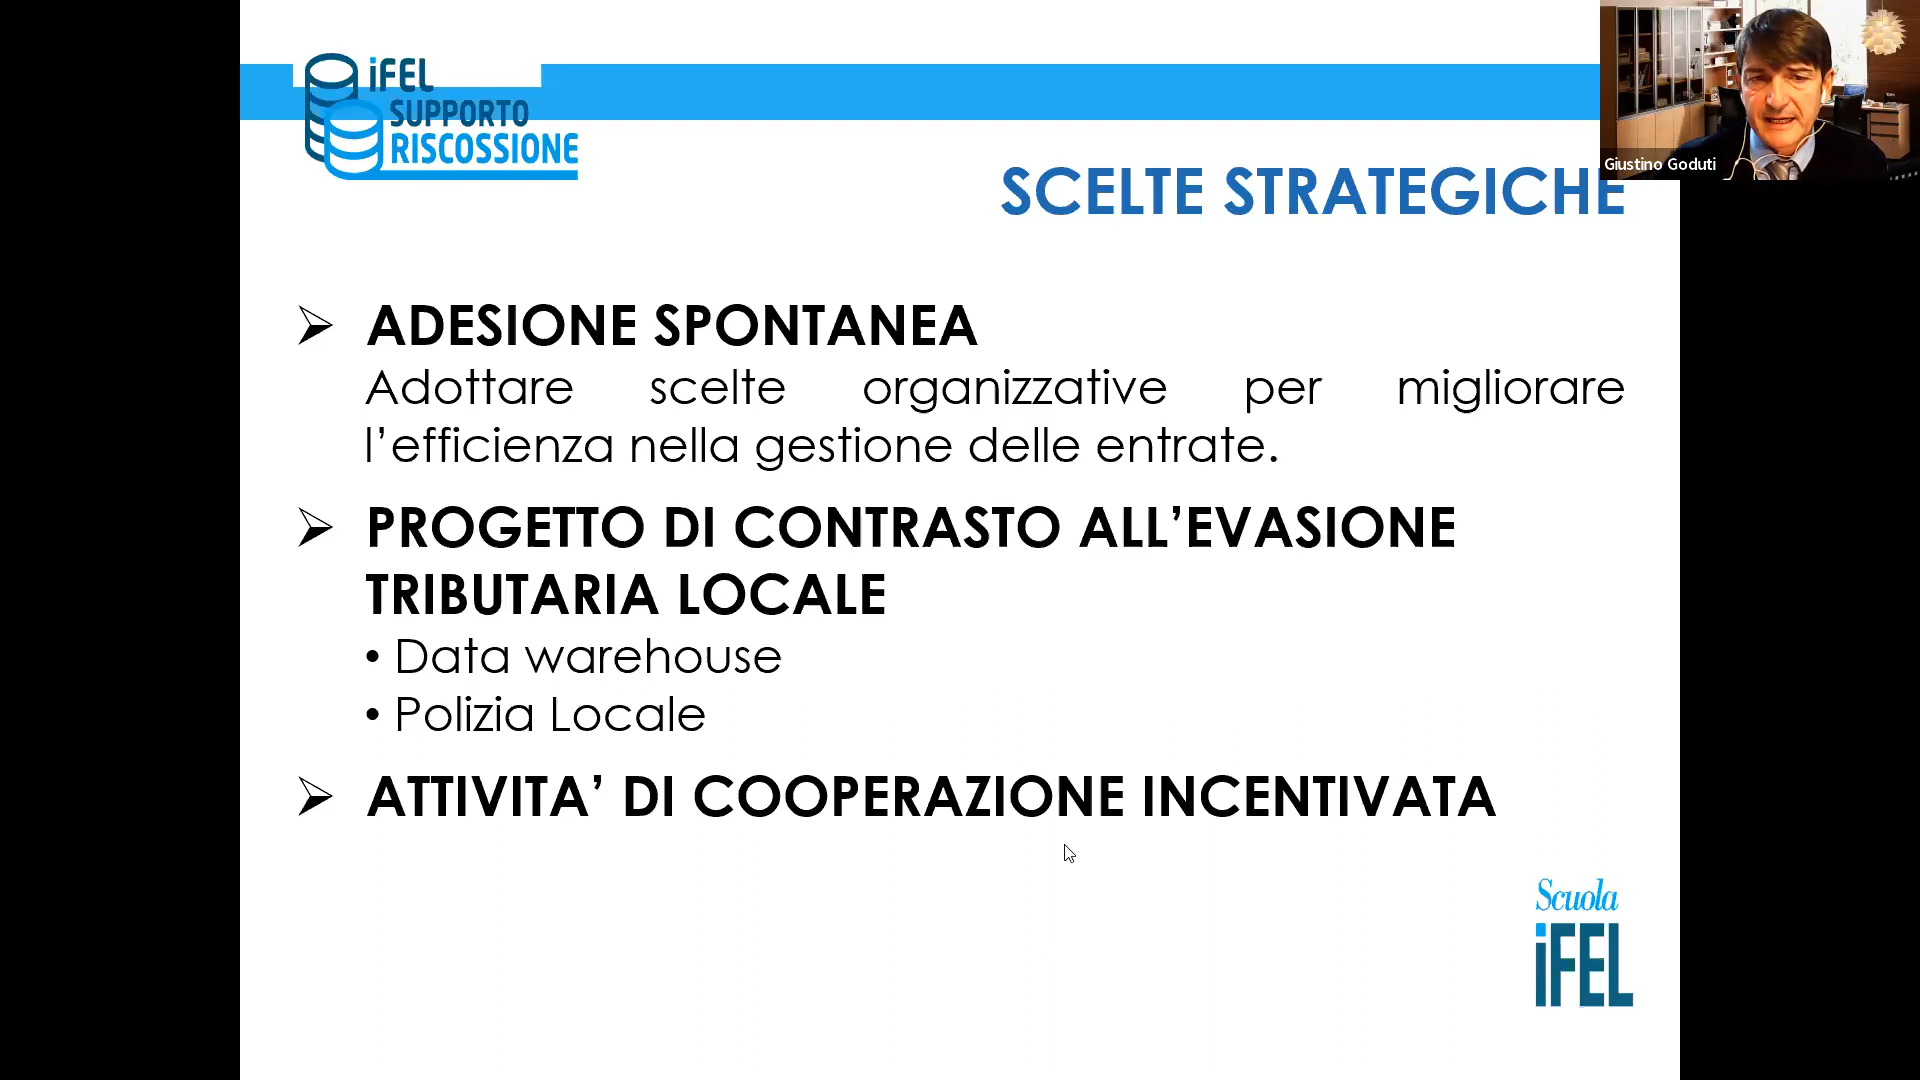 iFEL
SUPPORTO
RISCOSSIONE
Giustino Goduti
SCELTE STRATEGICHE
➢ ADESIONE SPONTANEA
Adottare scelte organizzative per migliorare
l’efficienza nella gestione delle entrate.
➢ PROGETTO DI CONTRASTO ALL’EVASIONE
TRIBUTARIA LOCALE
• Data warehouse
• Polizia Locale
➢ ATTIVITA’ DI COOPERAZIONE INCENTIVATA
Scuola
iFEL